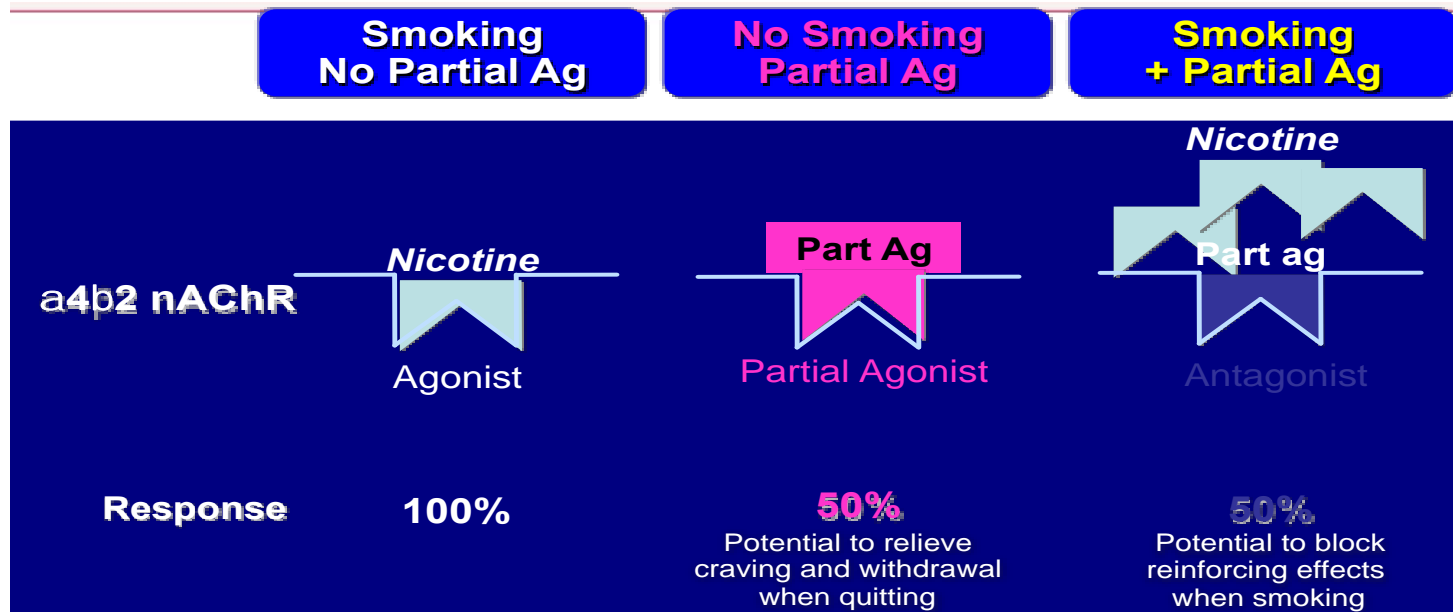 Smoking
No Partial Ag
No Smoking
Partial Ag
Smoking
+ Partial Ag
a4b2 nAChR
Nicotine
Agonist
Part Ag
Partial Agonist
Nicotine
Part ag
Antagonist
Response
100%
50%
Potential to relieve
craving and withdrawal
when quitting
50%
Potential to block
reinforcing effects
when smoking